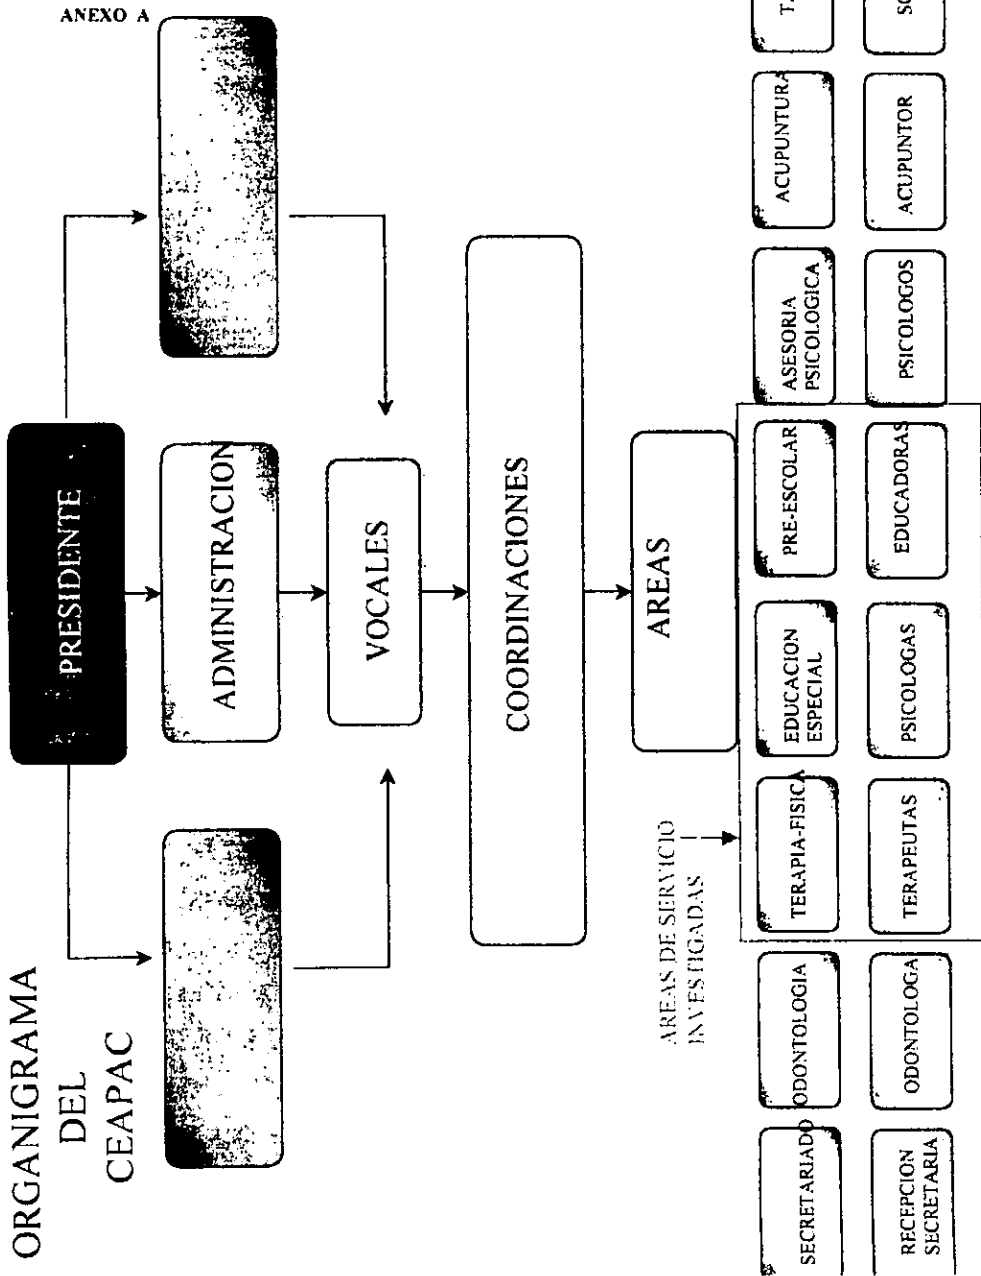 ANEXO A
ORGANIGRAMA
DEL
CEAPAC
PRESIDENTE
ADMINISTRACION
VOCALES
COORDINACIONES
AREAS
AREAS DE SERVICIO
INVESTIGADAS
SECRETARIADO
ODONTOLOGIA
TERAPIA-FISICA
EDUCACION
ESPECIAL
PRE-ESCOLAR
ASESORIA
PSICOLOGICA
ACUPUNTURA
RECEPCION
SECRETARIA
ODONTOLOGA
TERAPEUTAS
PSICOLOGAS
EDUCADORAS
PSICOLOGOS
ACUPUNTOR